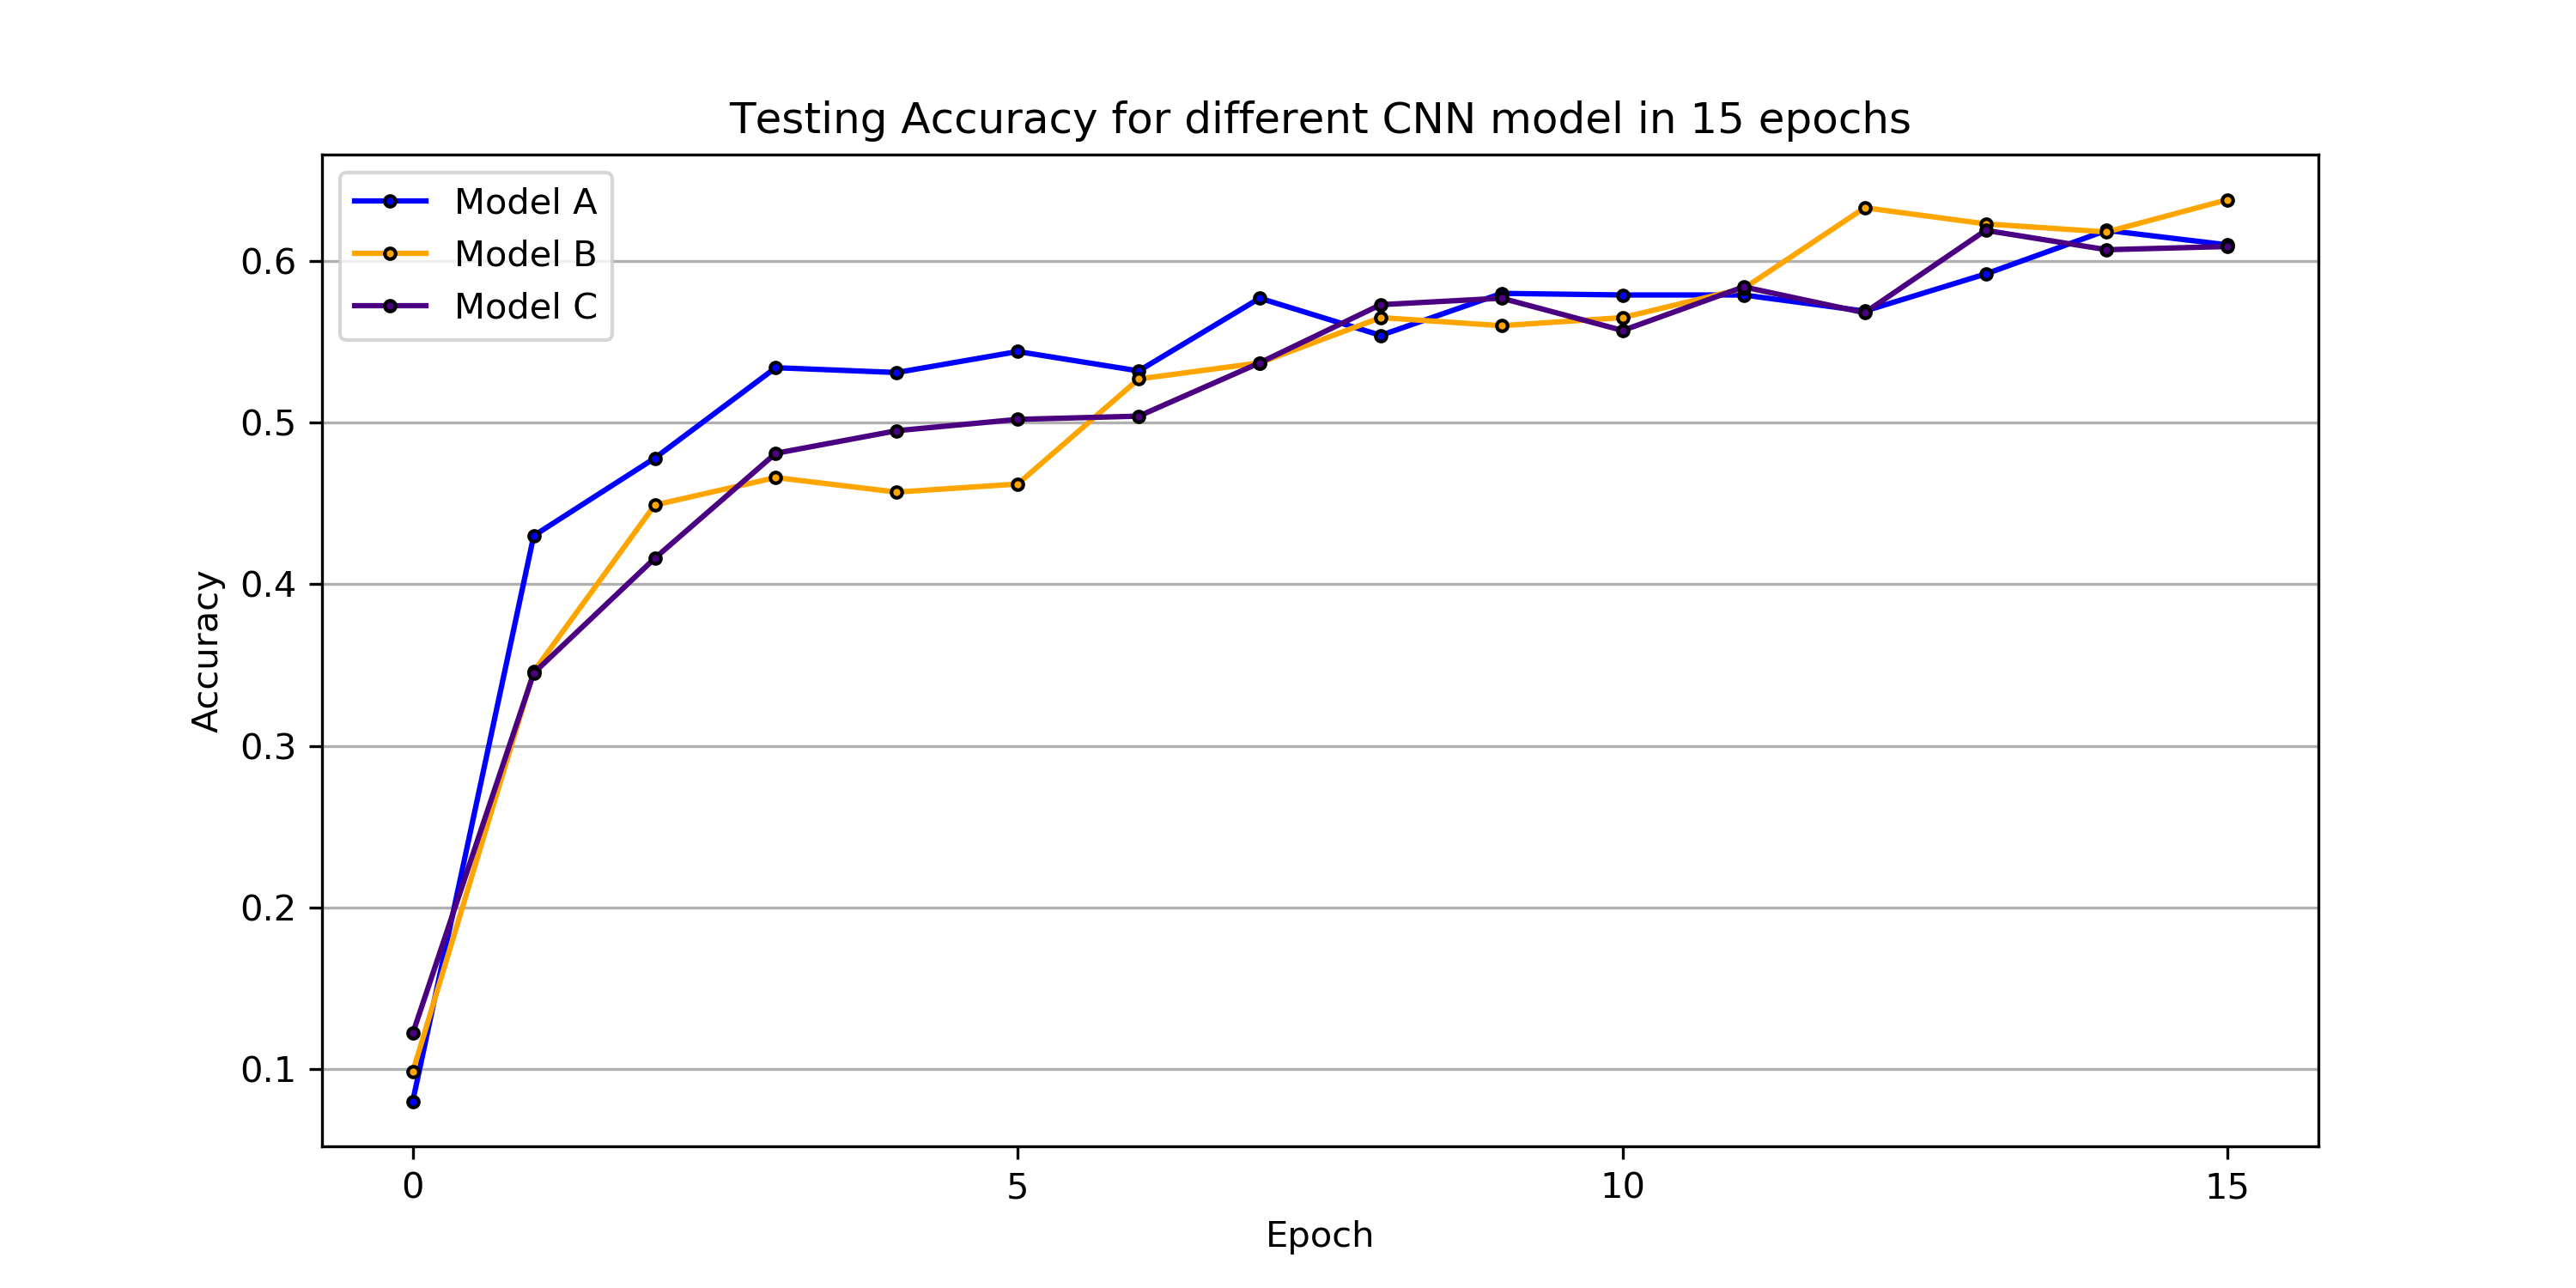 Testing Accuracy for different CNN model in 15 epochs
Model A
Model B
Model C
0.6
0.5
0.4
0.3
0.2
0.1
Accuracy
0 5 10 15
Epoch